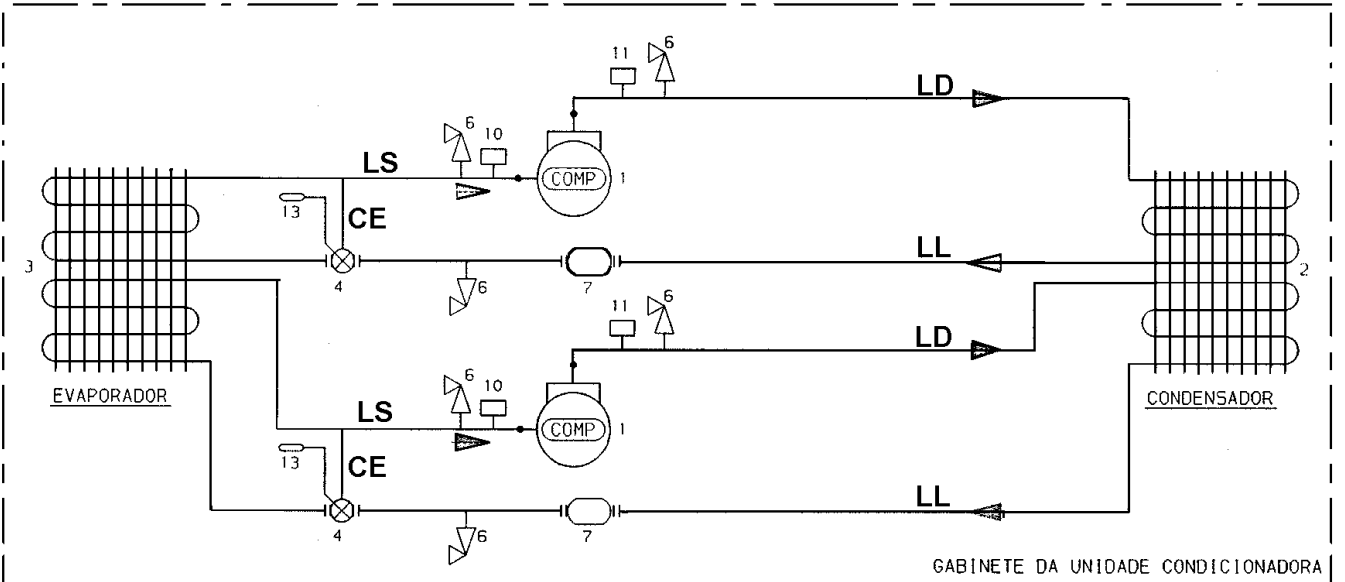 11
6
LD
6
10
LS
COMP
1
13
CE
LL
3
2
4
6
7
11
6
LD
EVAPORADOR
CONDENSADOR
6
10
LS
COMP
1
13
CE
LL
4
6
7
GABINETE DA UNIDADE CONDICIONADORA